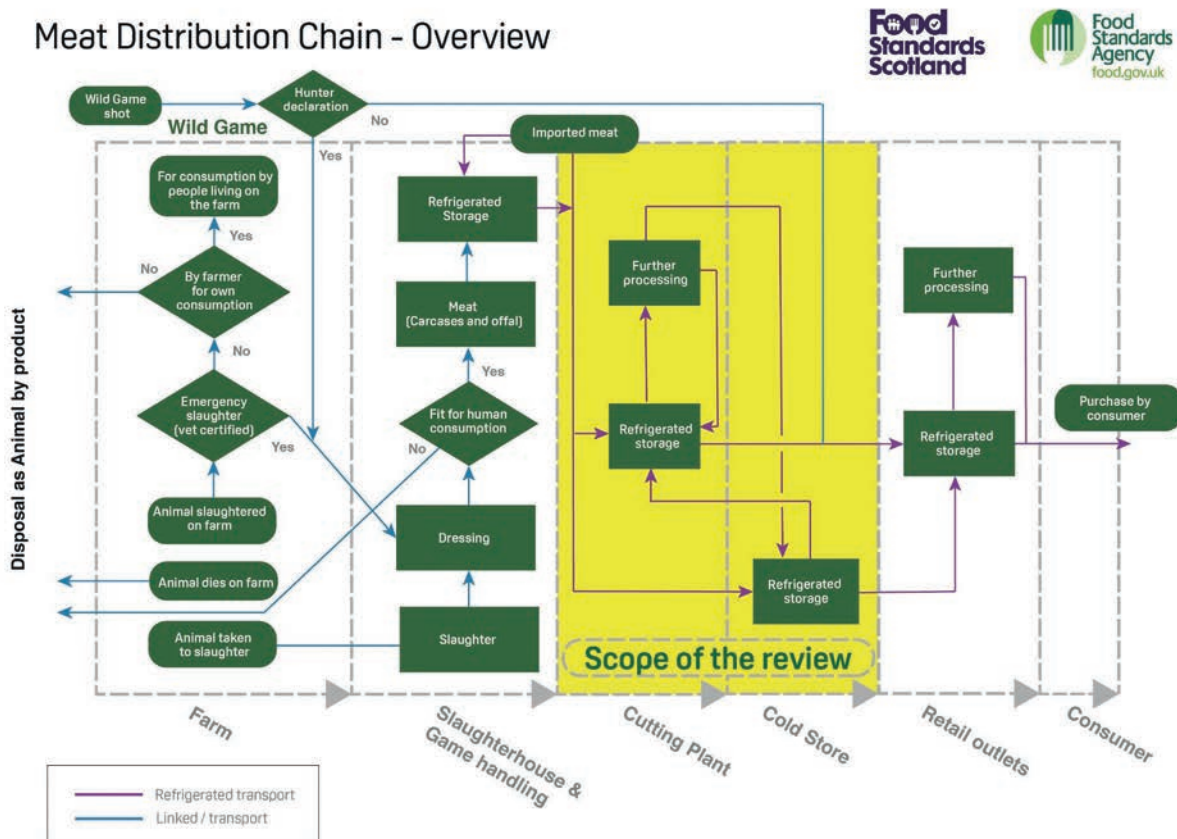 Meat Distribution Chain - Overview
Food
Standards
Scotland
Food
Standards
Agency
food.gov.uk
Wild Game
shot
Hunter
declaration
No
Wild Game
Yes
Imported meat
For consumption by
people living on
the farm
Yes
No
By farmer
for own
consumption
No
Emergency
slaughter
(vet certified)
Yes
Animal slaughtered
on farm
Animal dies on farm
Animal taken
to slaughter
Disposal as Animal by product
Refrigerated
Storage
Meat
(Carcases and offal)
Yes
Fit for human
consumption
No
Dressing
Slaughter
Further
processing
Refrigerated
storage
Refrigerated
storage
Scope of the review
Further
processing
Refrigerated
storage
Purchase by
consumer
Farm
Slaughterhouse &
Game handling
Cutting Plant
Cold Store
Retail outlets
Consumer
Refrigerated transport
Linked / transport